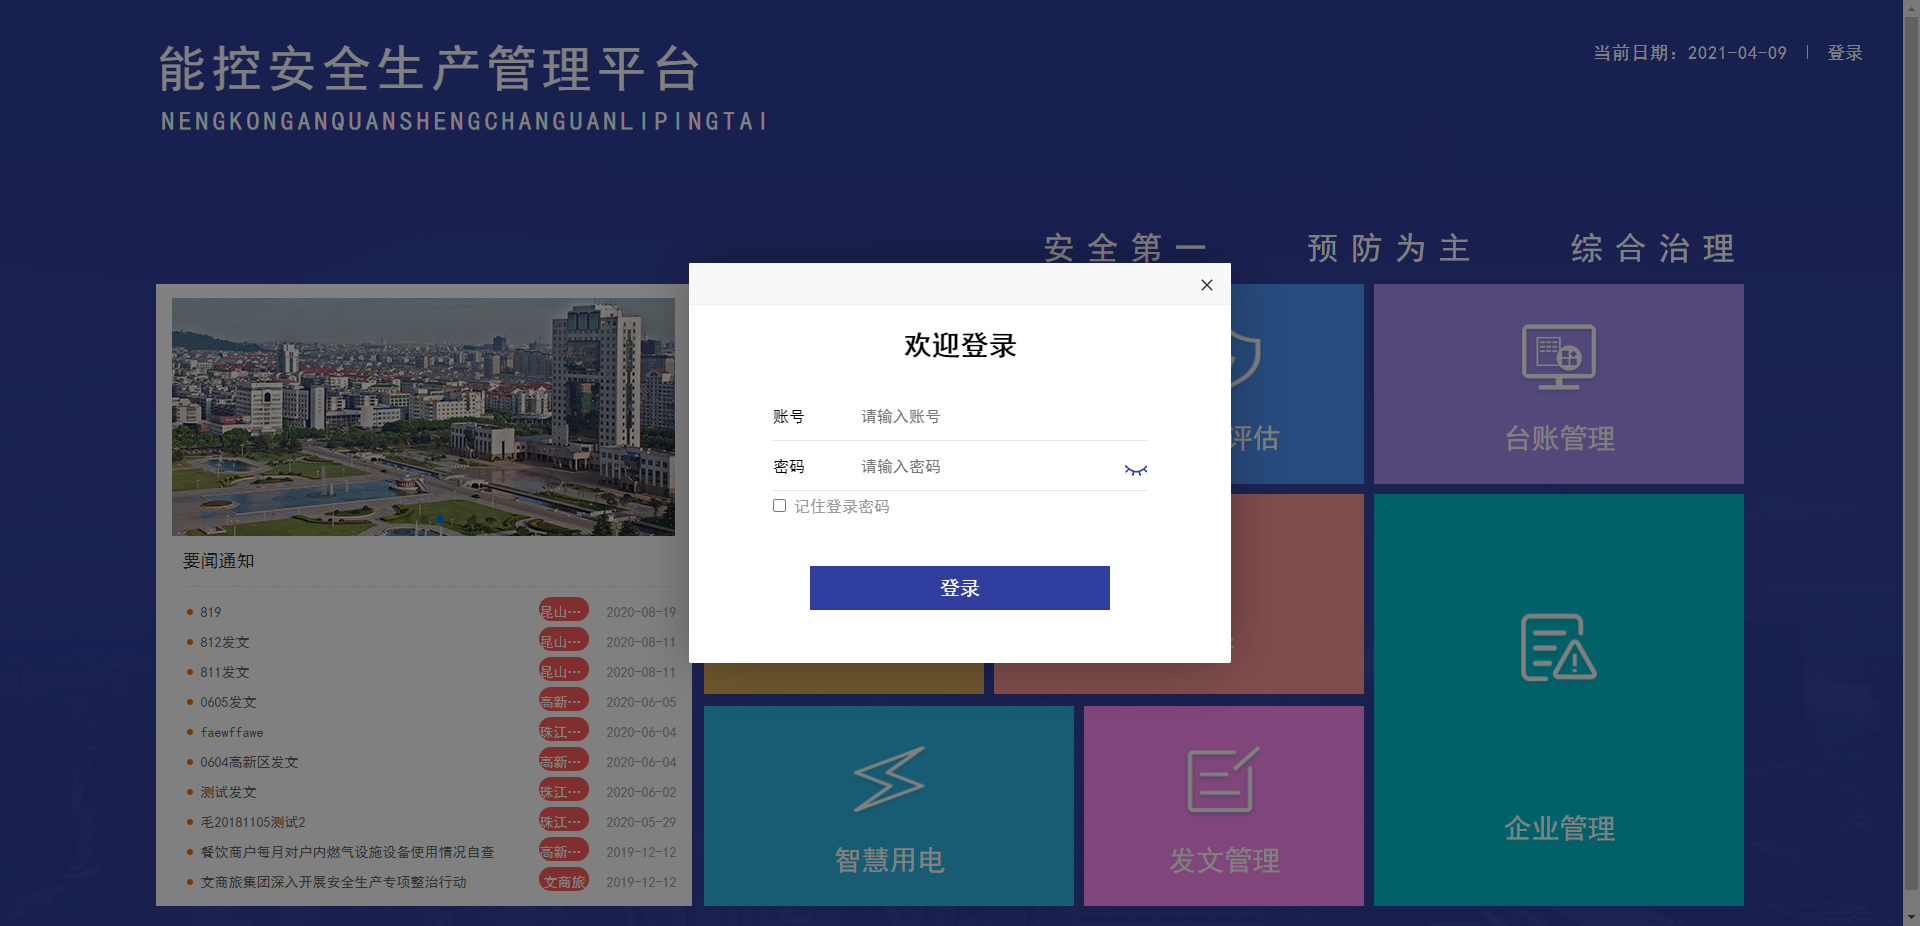 能控安全生产管理平台
NENGKONGANQUANSHENGCHANGUANLIPINGTAI
当前日期：2021-04-09 | 登录
安全第一 预防为主 综合治理
欢迎登录
账号 请输入账号
密码 请输入密码
记住登录密码
登录
评估
台账管理
要闻通知
819 昆山… 2020-08-19
812发文 昆山… 2020-08-11
811发文 昆山… 2020-08-11
0605发文 高新… 2020-06-05
faewffawe 珠江… 2020-06-04
0604高新区发文 高新… 2020-06-04
测试发文 珠江… 2020-06-02
毛20181105测试2 珠江… 2020-05-29
餐饮商户每月对户内燃气设施设备使用情况自查 高新… 2019-12-12
文商旅集团深入开展安全生产专项整治行动 文商旅 2019-12-12
智慧用电
发文管理
企业管理